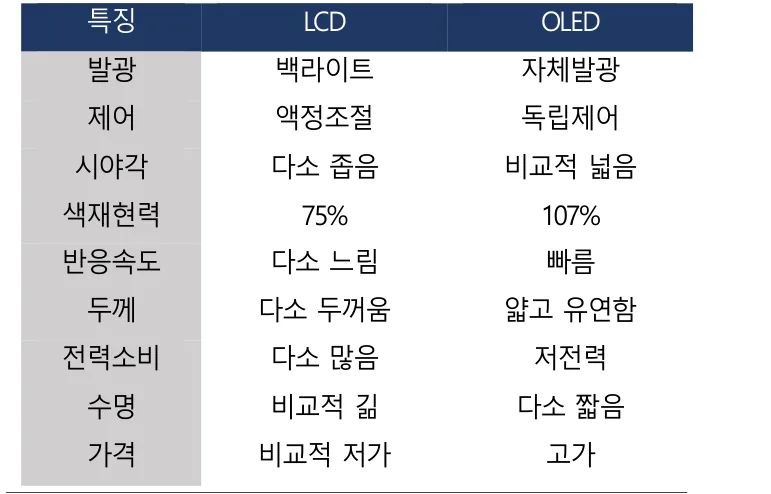 특징 LCD OLED
발광 백라이트 자체발광
제어 액정조절 독립제어
시야각 다소 좁음 비교적 넓음
색재현력 75% 107%
반응속도 다소 느림 빠름
두께 다소 두꺼움 얇고 유연함
전력소비 다소 많음 저전력
수명 비교적 긺 다소 짧음
가격 비교적 저가 고가